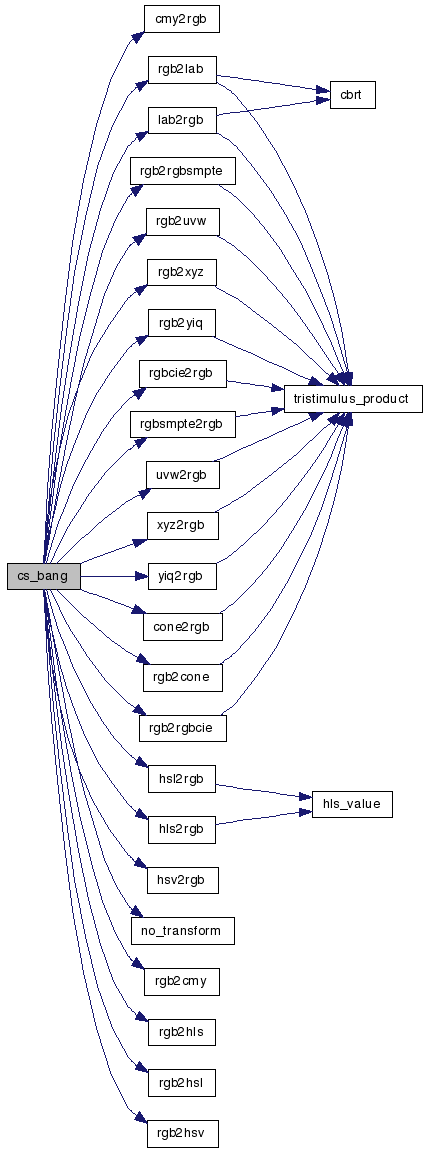 cmy2rgb
rgb2lab
cbrt
lab2rgb
rgb2rgbsmpte
rgb2uvw
rgb2xyz
rgb2yiq
rgbcie2rgb
tristimulus_product
rgbsmpte2rgb
uvw2rgb
xyz2rgb
cs_bang
yiq2rgb
cone2rgb
rgb2cone
rgb2rgbcie
hsl2rgb
hls_value
hls2rgb
hsv2rgb
no_transform
rgb2cmy
rgb2hls
rgb2hsl
rgb2hsv